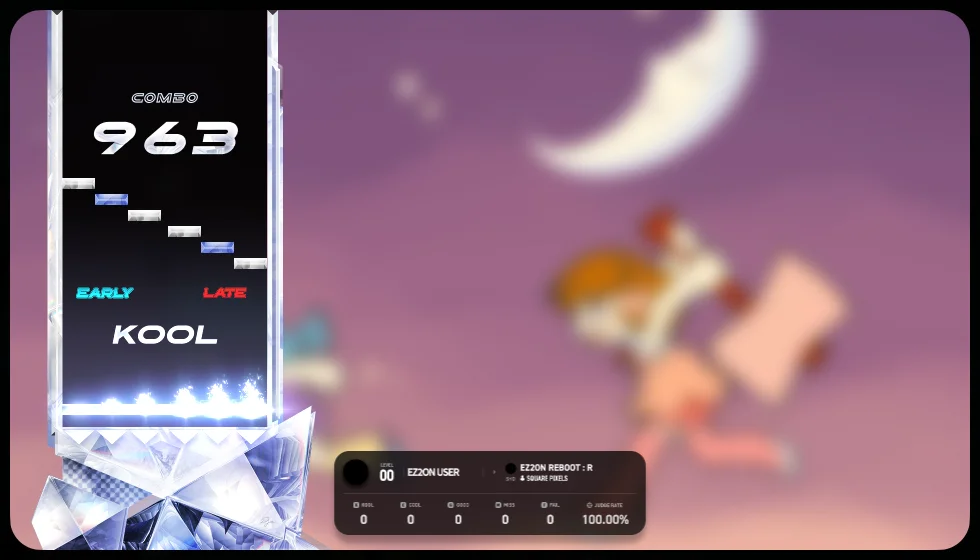 COMBO
963
EARLY LATE
KOOL
LEVEL
00
EZ2ON USER
EZ2ON REBOOT : R
SQUARE PIXELS
KOOL COOL GOOD MISS FAIL JUDGE RATE
0 0 0 0 0 100.00%